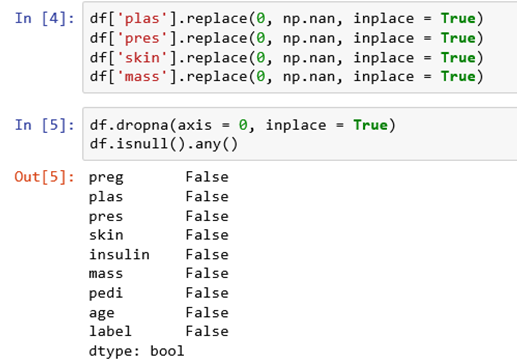 In [4]: df['plas'].replace(0, np.nan, inplace = True)
df['pres'].replace(0, np.nan, inplace = True)
df['skin'].replace(0, np.nan, inplace = True)
df['mass'].replace(0, np.nan, inplace = True)
In [5]: df.dropna(axis = 0, inplace = True)
df.isnull().any()
Out[5]: preg False
plas False
pres False
skin False
insulin False
mass False
pedi False
age False
label False
dtype: bool